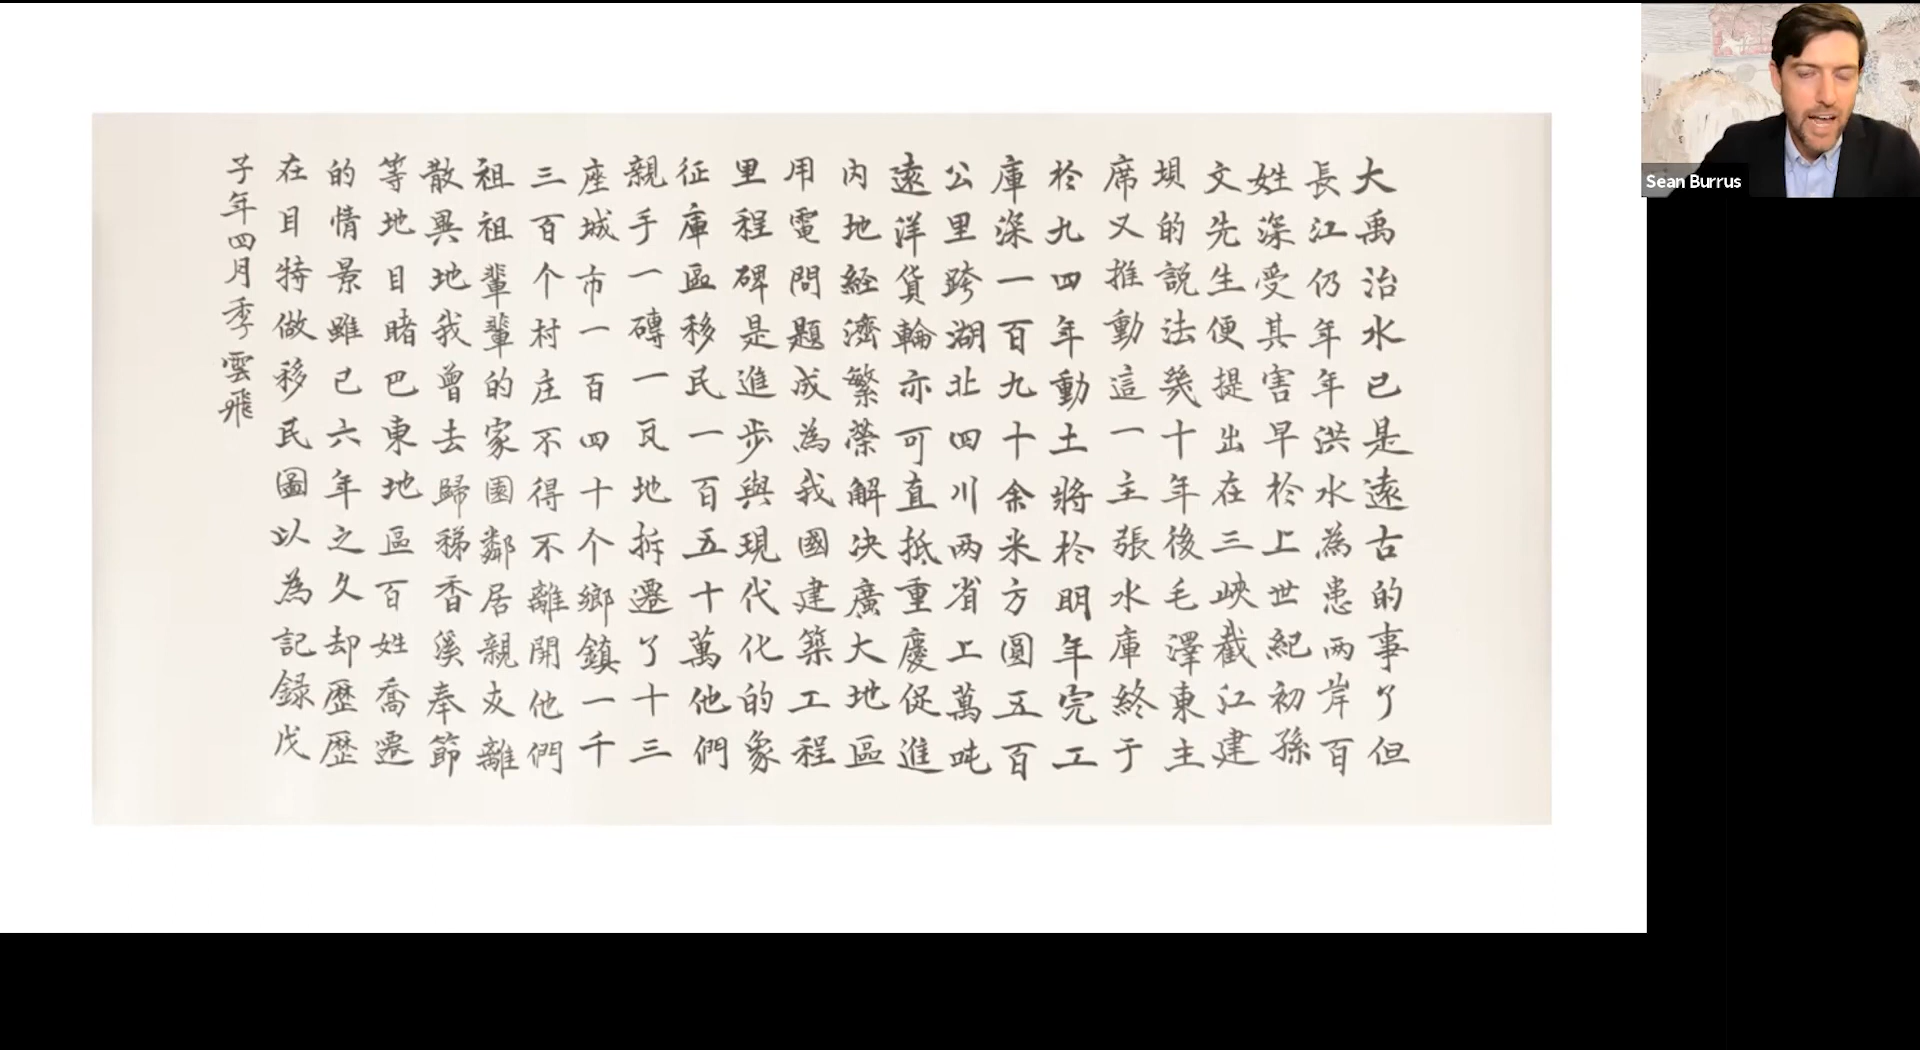 大禹治水已是遠古的事了但
長江仍年年洪水為患两岸百
姓深受其害早於上世紀初孫
文先生便提出在三峽截江建
垻的説法幾十年後毛澤東主
席又推動這一主張水庫終于
於九四年動土將於明年完工
庫深一百九十余米方圓五百
公里跨湖北四川两省上萬吨
遠洋貨輪亦可直抵重慶促進
内地経濟繁榮解决廣大地區
用電問題成為我國建築工程
里程碑是進步與現代化的象
征庫區移民一百五十萬他們
親手一磚一瓦地拆遷了十三
座城市一百四十个鄉鎮一千
三百个村庄不得不離開他們
祖祖輩輩的家園鄰居親友離
散異地我曾去歸秭香溪奉節
等地目睹巴東地區百姓喬遷
的情景雖已六年之久却歷歷
在目特做移民圖以為記録戊
子年四月季雲飛
Sean Burrus